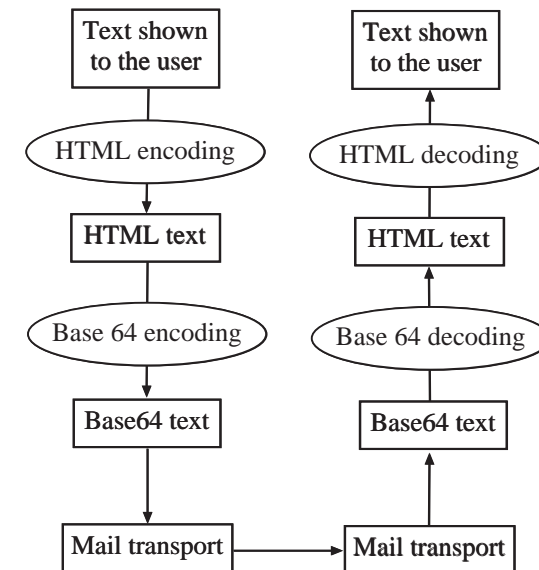 Text shown
to the user
HTML encoding
HTML text
Base 64 encoding
Base64 text
Mail transport
Text shown
to the user
HTML decoding
HTML text
Base 64 decoding
Base64 text
Mail transport